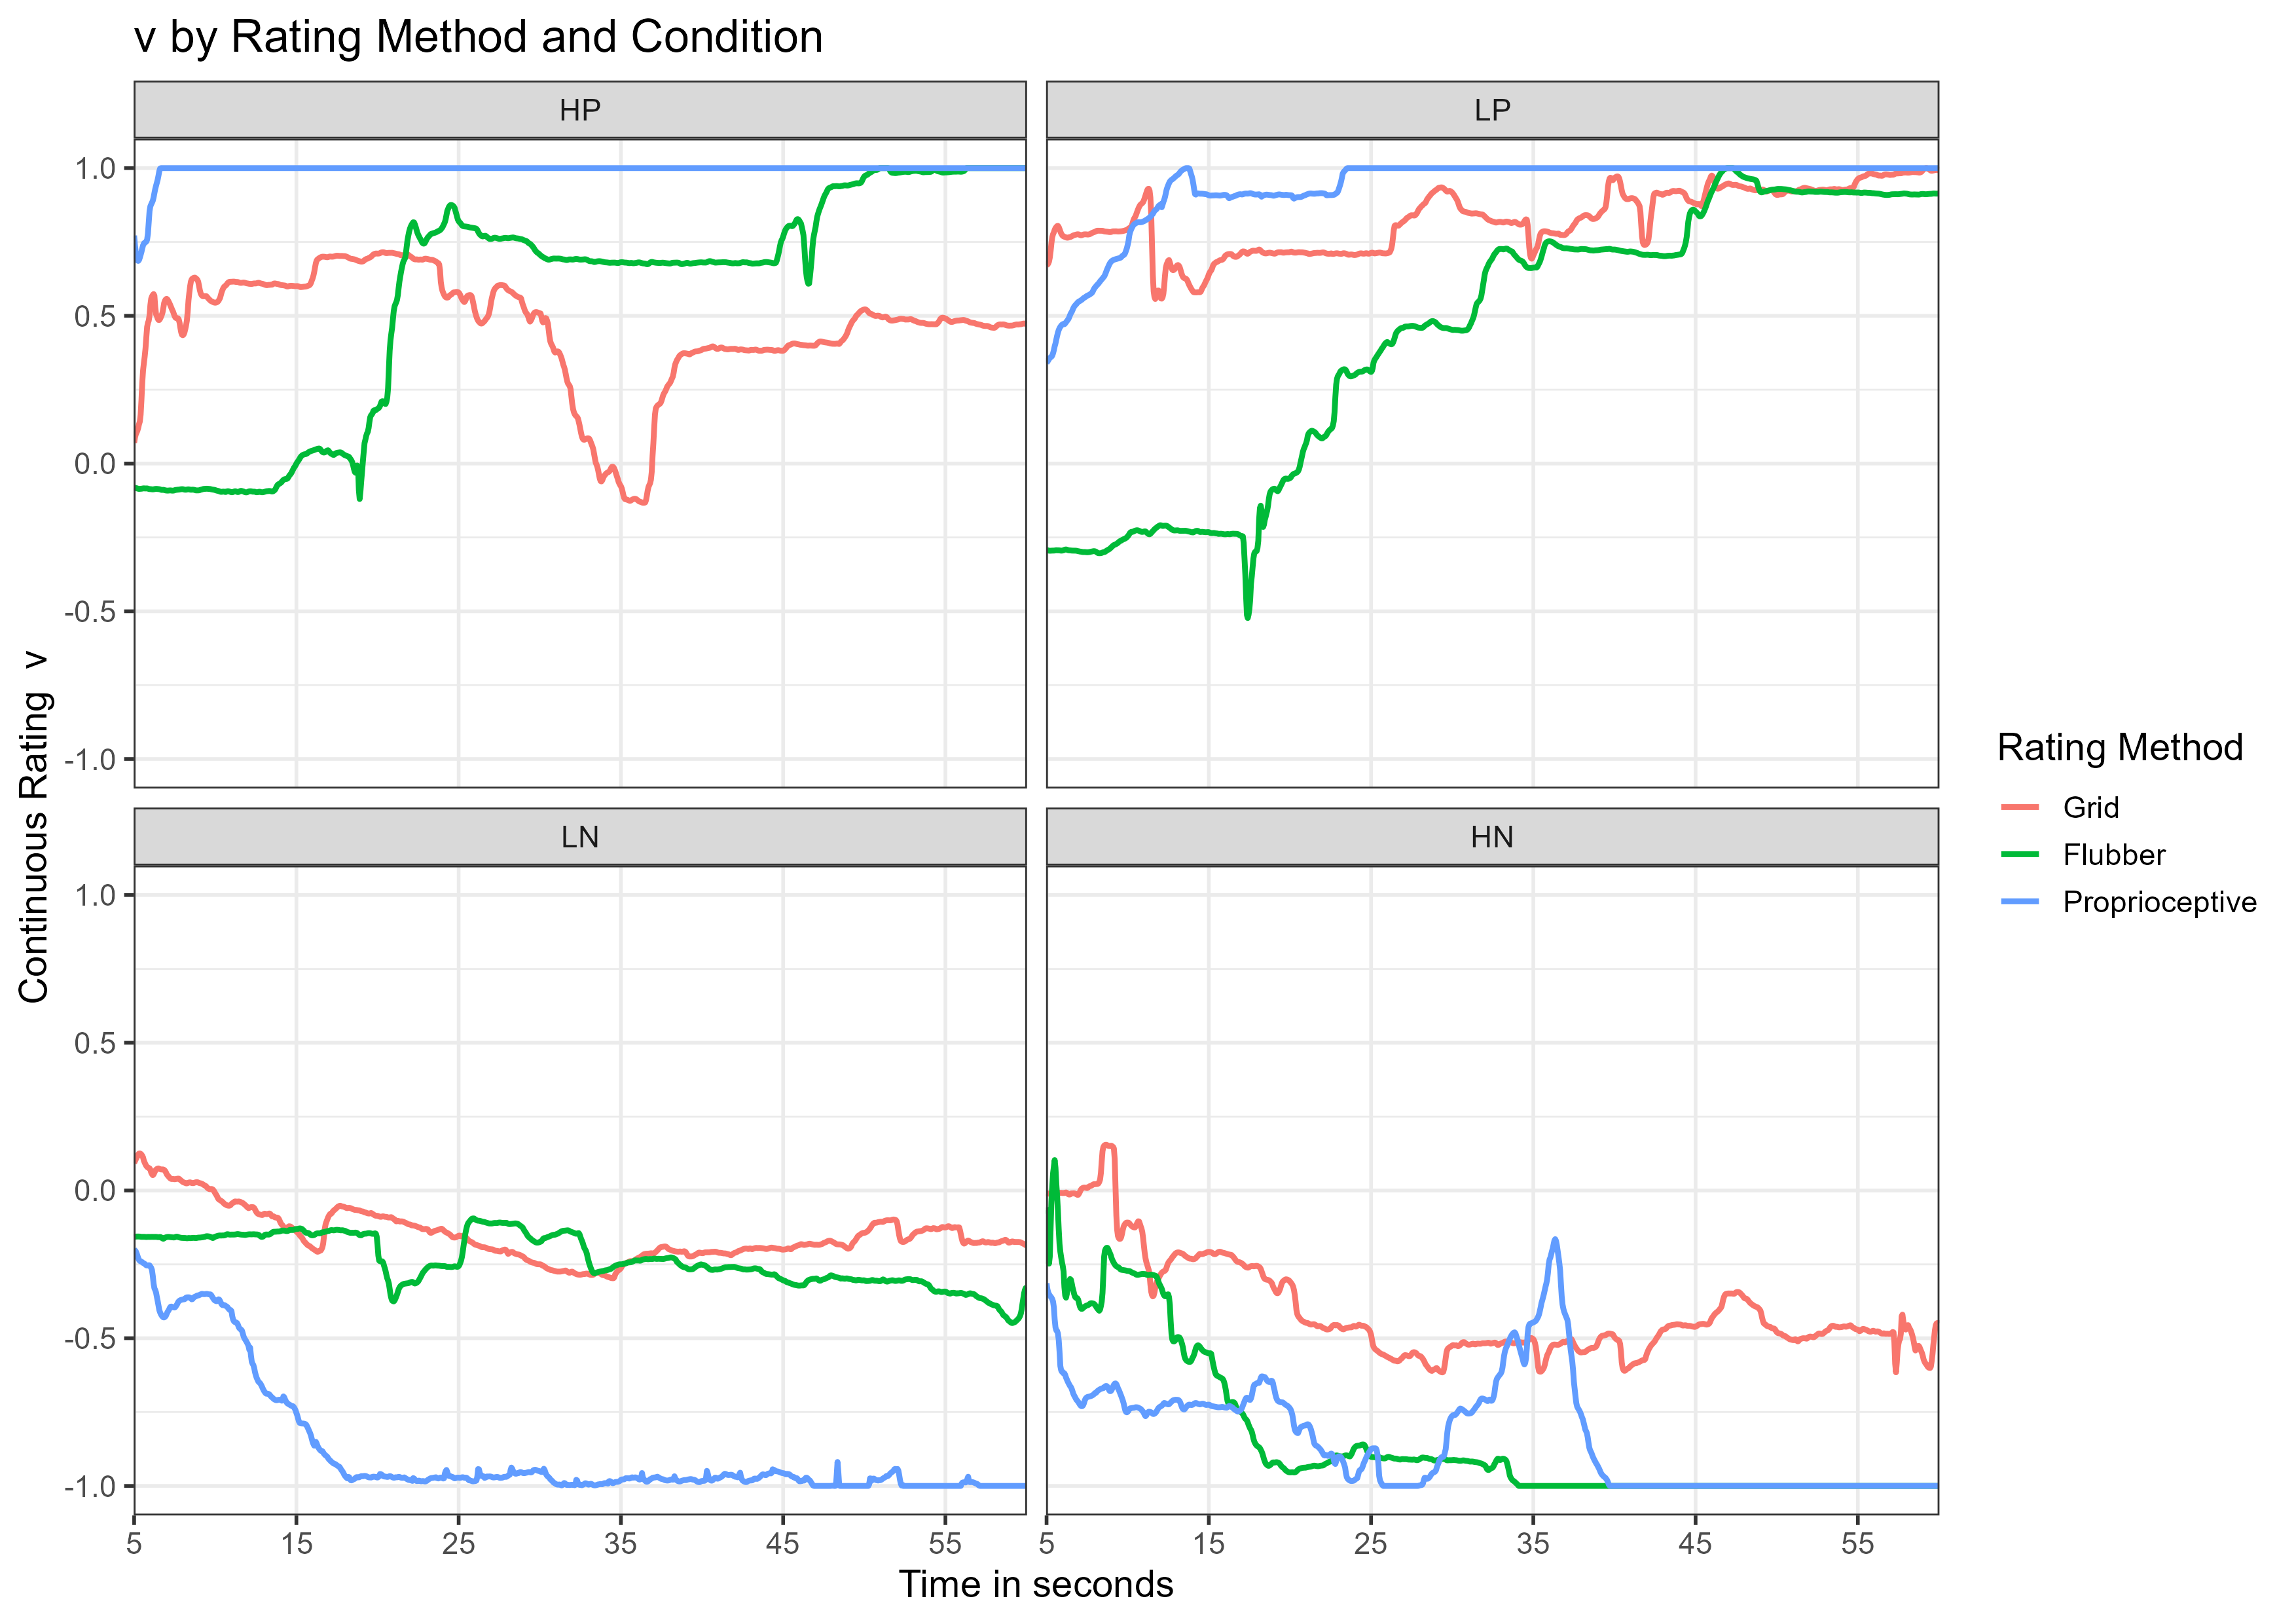 v by Rating Method and Condition
HP
LP
1.0
0.5
0.0
-0.5
-1.0
LN
HN
1.0
0.5
0.0
-0.5
-1.0
5 15 25 35 45 55
5 15 25 35 45 55
Time in seconds
Continuous Rating  v
Rating Method
Grid
Flubber
Proprioceptive